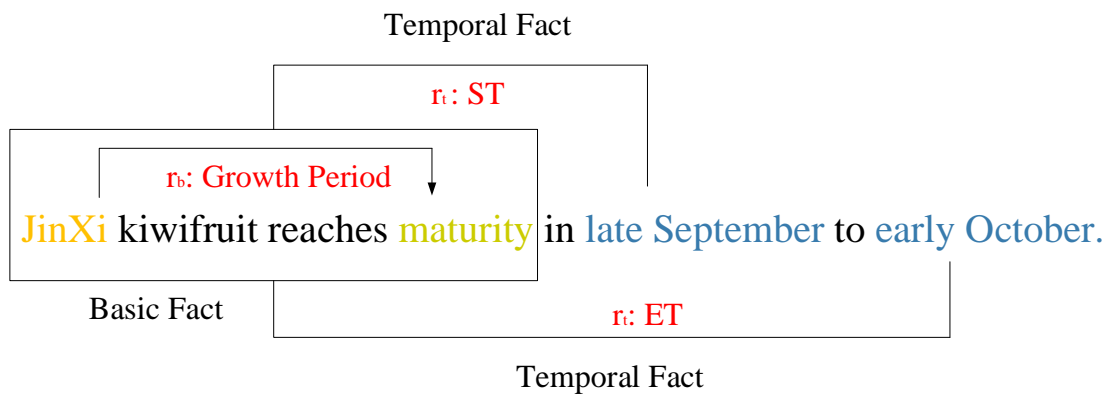 Temporal Fact
rt: ST
rb: Growth Period
JinXi kiwifruit reaches maturity in late September to early October.
Basic Fact
rt: ET
Temporal Fact